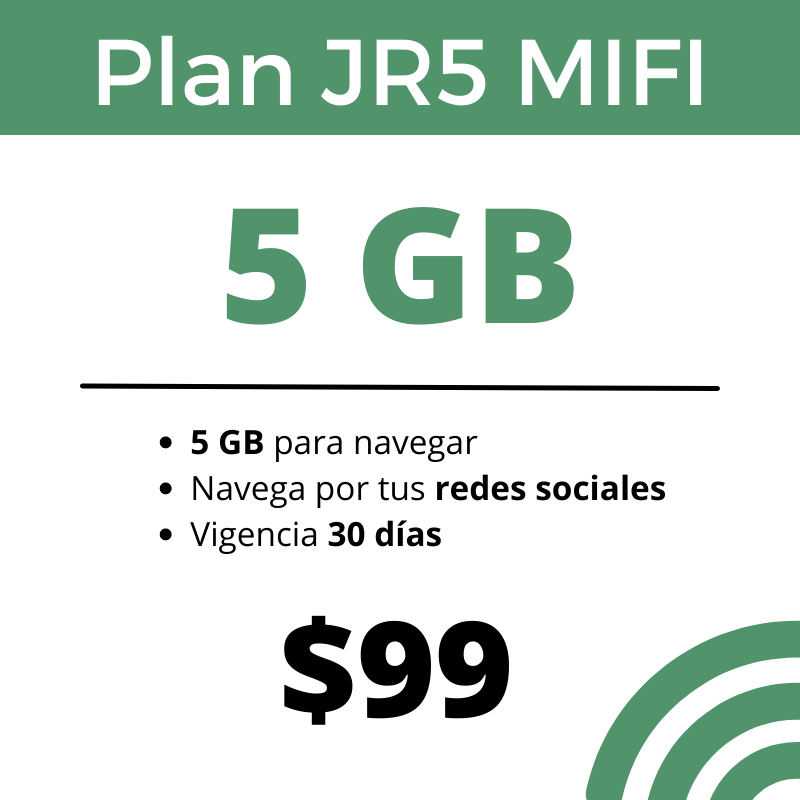 Plan JR5 MIFI
5 GB
• 5 GB para navegar
• Navega por tus redes sociales
• Vigencia 30 días
$99